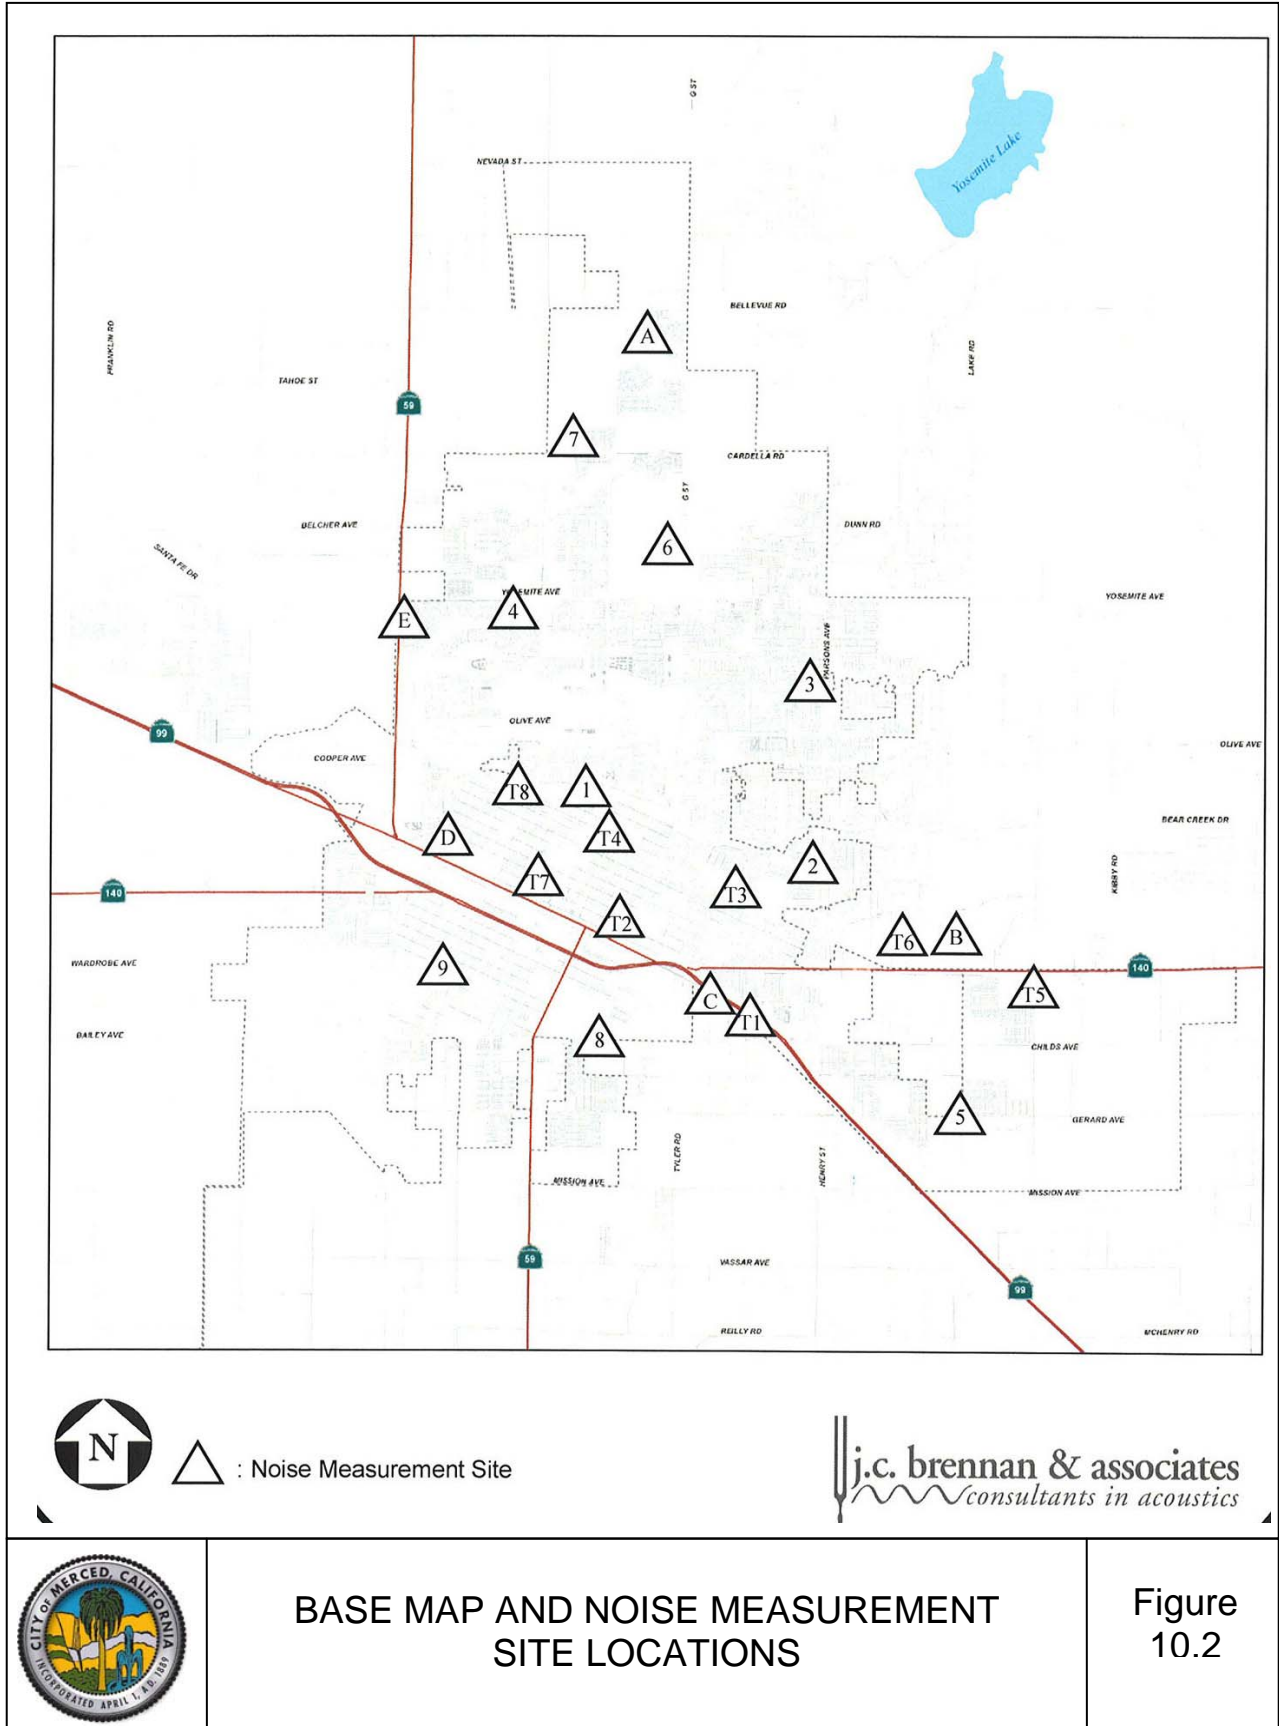 G ST
Yosemite Lake
NEVADA ST
BELLEVUE RD
A
FRANKLIN RD
LAKE RD
TAHOE ST
59
7
CARDELLA RD
G ST
BELCHER AVE
DUNN RD
6
SANTA FE DR
YOSEMITE AVE
YOSEMITE AVE
4
E
PARSONS AVE
3
OLIVE AVE
99
OLIVE AVE
COOPER AVE
T8
1
BEAR CREEK DR
D
T4
2
KIBBY RD
T7
T3
140
T2
T6
B
WARDROBE AVE
9
140
C
T5
T1
BAILEY AVE
8
CHILDS AVE
5
GERARD AVE
TYLER RD
HENRY ST
MISSION AVE
MISSION AVE
59
VASSAR AVE
99
REILLY RD
MCHENRY RD
N
: Noise Measurement Site
j.c. brennan & associates
consultants in acoustics
CITY OF MERCED, CALIFORNIA
INCORPORATED APRIL 1, A.D. 1889
BASE MAP AND NOISE MEASUREMENT
SITE LOCATIONS
Figure
10.2